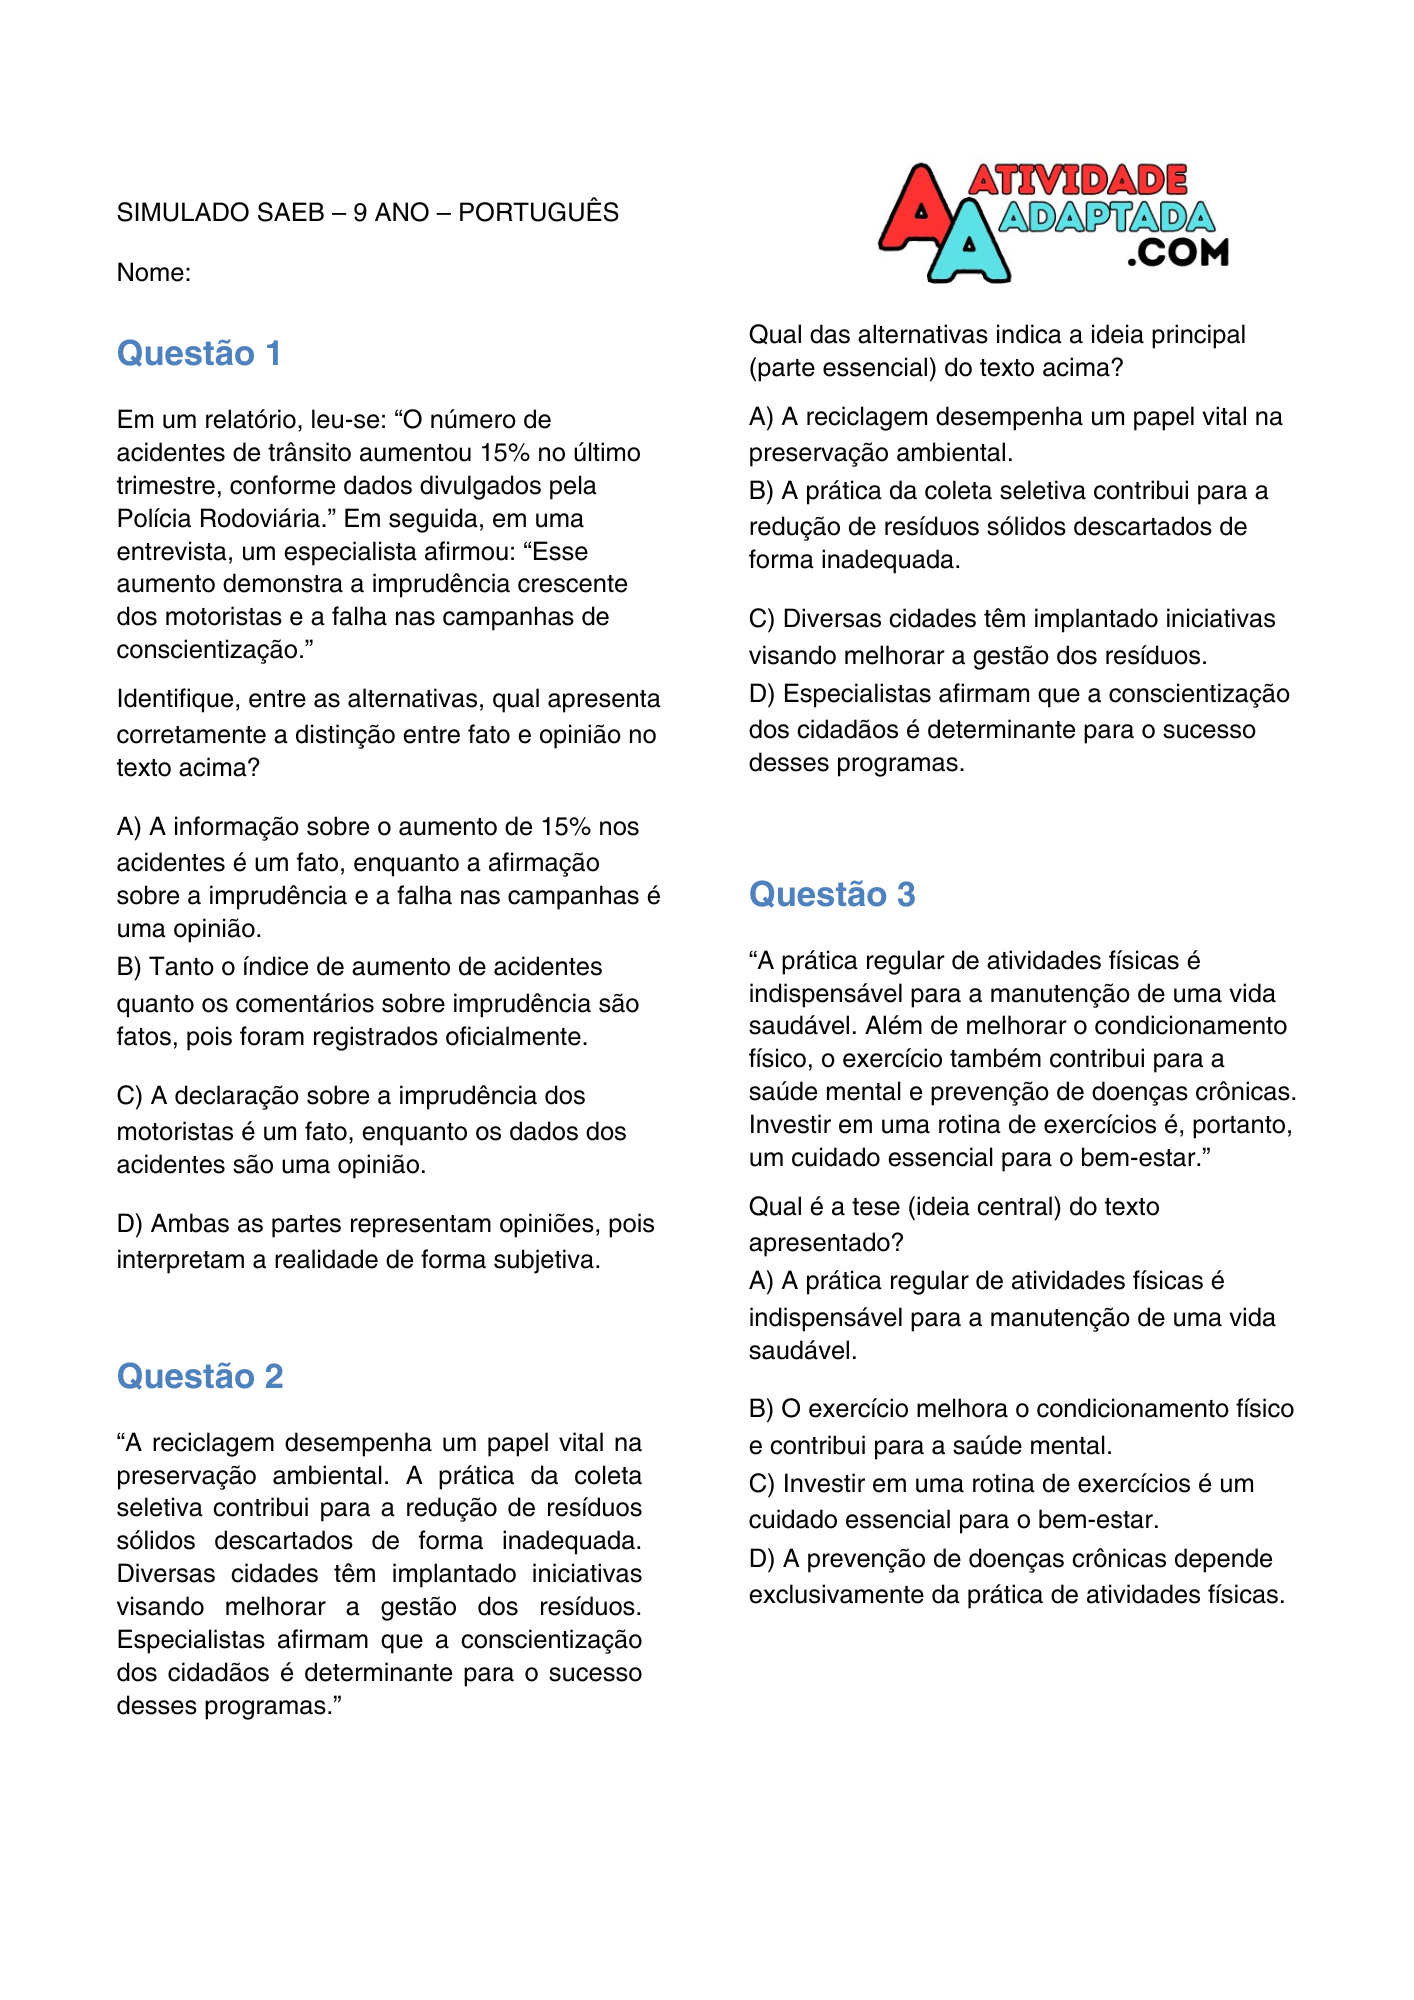 SIMULADO SAEB – 9 ANO – PORTUGUÊS
Nome:
ATIVIDADE
ADAPTADA
.COM
AA
Questão 1
Em um relatório, leu-se: “O número de
acidentes de trânsito aumentou 15% no último
trimestre, conforme dados divulgados pela
Polícia Rodoviária.” Em seguida, em uma
entrevista, um especialista afirmou: “Esse
aumento demonstra a imprudência crescente
dos motoristas e a falha nas campanhas de
conscientização.”
Identifique, entre as alternativas, qual apresenta
corretamente a distinção entre fato e opinião no
texto acima?
A) A informação sobre o aumento de 15% nos
acidentes é um fato, enquanto a afirmação
sobre a imprudência e a falha nas campanhas é
uma opinião.
B) Tanto o índice de aumento de acidentes
quanto os comentários sobre imprudência são
fatos, pois foram registrados oficialmente.
C) A declaração sobre a imprudência dos
motoristas é um fato, enquanto os dados dos
acidentes são uma opinião.
D) Ambas as partes representam opiniões, pois
interpretam a realidade de forma subjetiva.
Questão 2
“A reciclagem desempenha um papel vital na
preservação ambiental. A prática da coleta
seletiva contribui para a redução de resíduos
sólidos descartados de forma inadequada.
Diversas cidades têm implantado iniciativas
visando melhorar a gestão dos resíduos.
Especialistas afirmam que a conscientização
dos cidadãos é determinante para o sucesso
desses programas.”
Qual das alternativas indica a ideia principal
(parte essencial) do texto acima?
A) A reciclagem desempenha um papel vital na
preservação ambiental.
B) A prática da coleta seletiva contribui para a
redução de resíduos sólidos descartados de
forma inadequada.
C) Diversas cidades têm implantado iniciativas
visando melhorar a gestão dos resíduos.
D) Especialistas afirmam que a conscientização
dos cidadãos é determinante para o sucesso
desses programas.
Questão 3
“A prática regular de atividades físicas é
indispensável para a manutenção de uma vida
saudável. Além de melhorar o condicionamento
físico, o exercício também contribui para a
saúde mental e prevenção de doenças crônicas.
Investir em uma rotina de exercícios é, portanto,
um cuidado essencial para o bem-estar.”
Qual é a tese (ideia central) do texto
apresentado?
A) A prática regular de atividades físicas é
indispensável para a manutenção de uma vida
saudável.
B) O exercício melhora o condicionamento físico
e contribui para a saúde mental.
C) Investir em uma rotina de exercícios é um
cuidado essencial para o bem-estar.
D) A prevenção de doenças crônicas depende
exclusivamente da prática de atividades físicas.